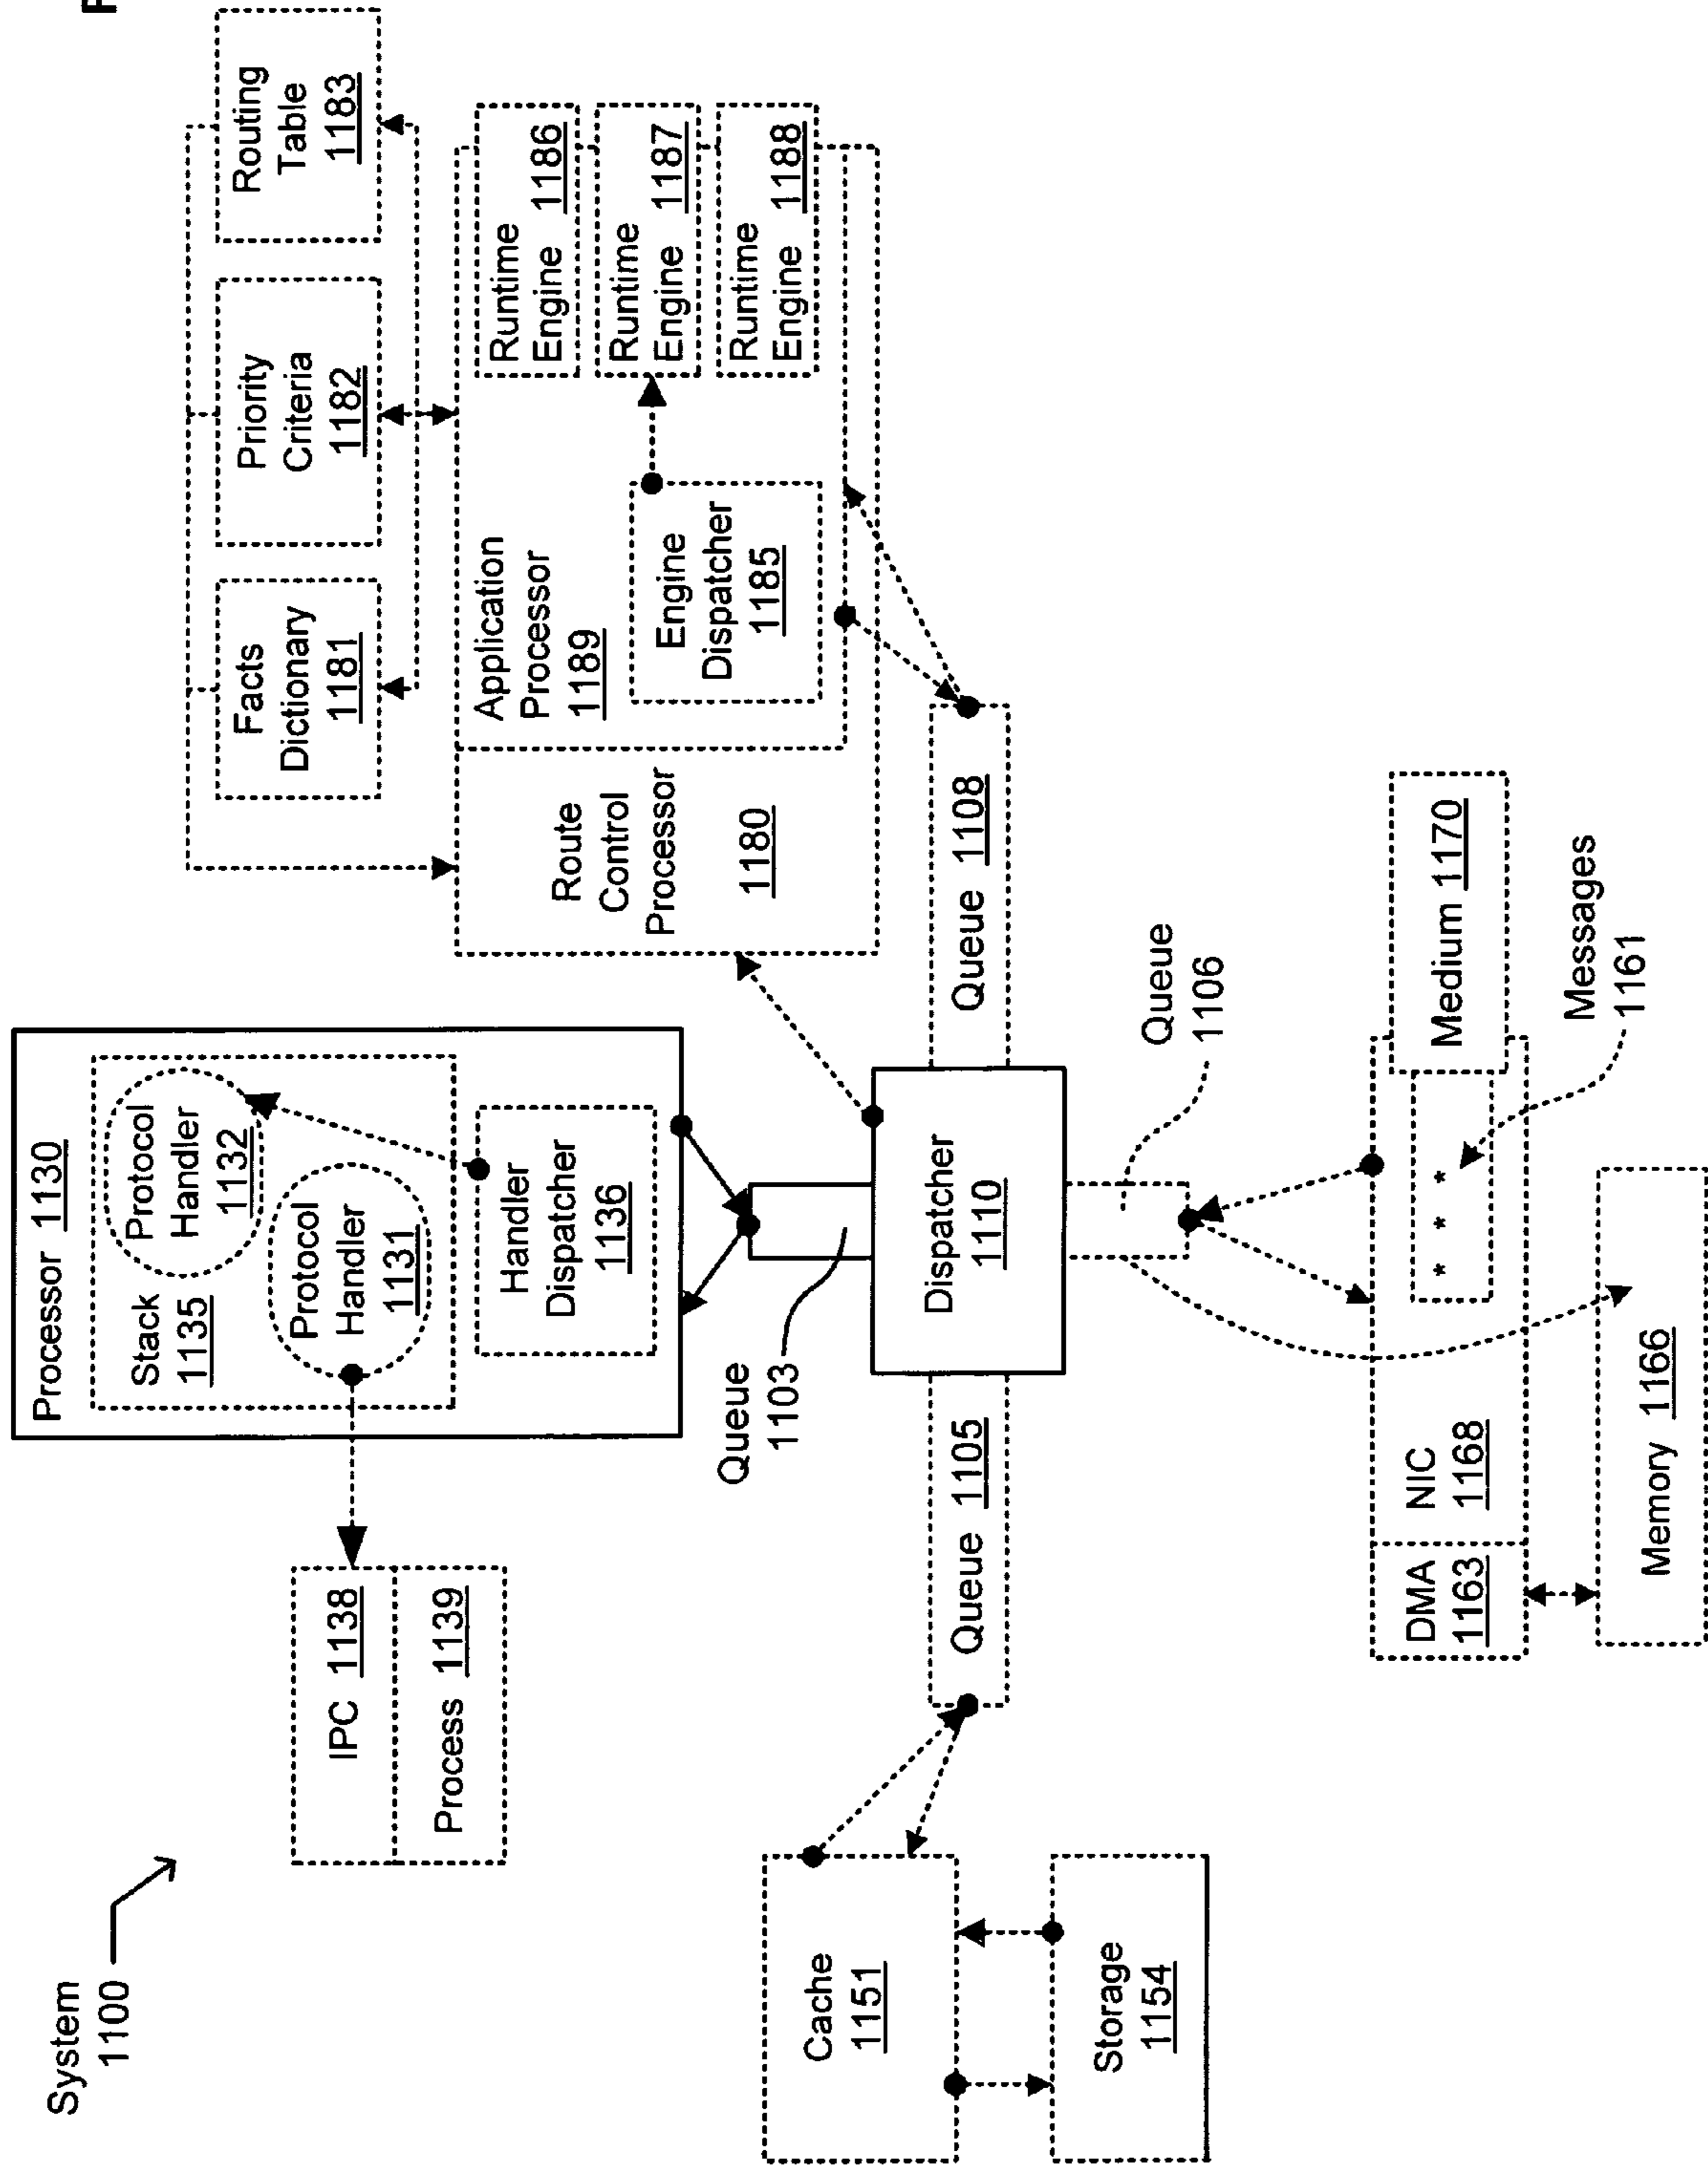 System
1100
Processor 1130
Stack
1135
Protocol
Handler
1132
Protocol
Handler
1131
Handler
Dispatcher
1136
IPC 1138
Process 1139
Facts
Dictionary
1181
Priority
Criteria
1182
Routing
Table
1183
Route
Control
Processor
1180
Application
Processor
1189
Engine
Dispatcher
1185
Runtime
Engine 1186
Runtime
Engine 1187
Runtime
Engine 1188
Queue
1103
Cache
1151
Storage
1154
Queue 1105
Dispatcher
1110
Queue 1108
Queue
1106
DMA
1163
NIC
1168
* * *
Medium 1170
Messages
1161
Memory 1166